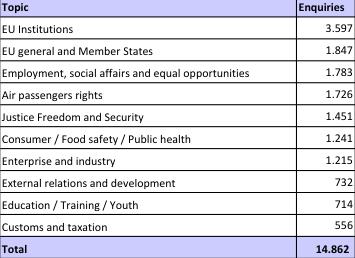 Topic Enquiries
EU Institutions 3.597
EU general and Member States 1.847
Employment, social affairs and equal opportunities 1.783
Air passengers rights 1.726
Justice Freedom and Security 1.451
Consumer / Food safety / Public health 1.241
Enterprise and industry 1.215
External relations and development 732
Education / Training / Youth 714
Customs and taxation 556
Total 14.862